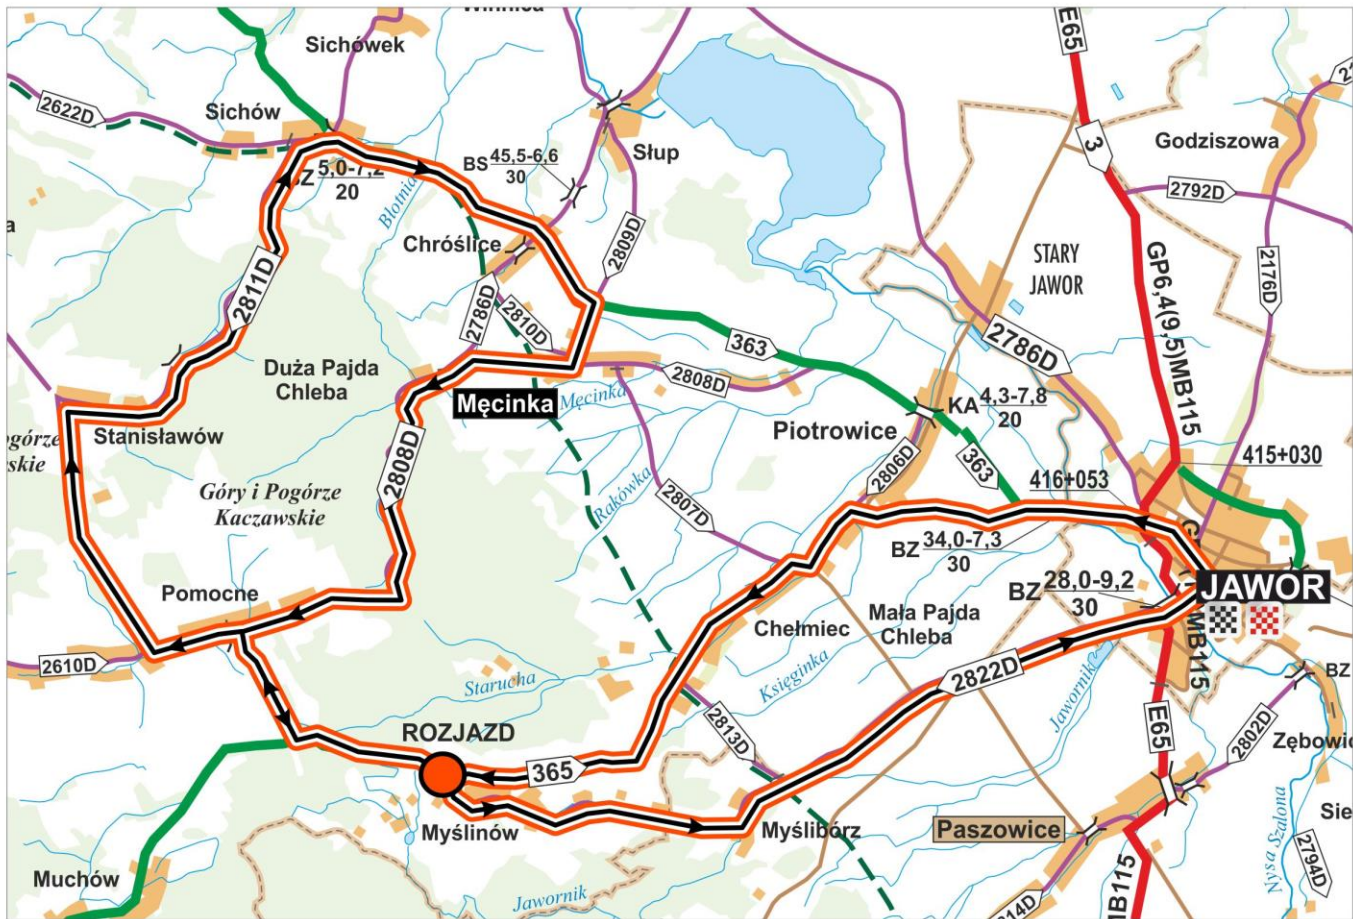 Winnica
Sichówek
E65
2622D
Sichów
3
Godziszowa
Słup
BS 45,5-6,6
30
BZ 5,0-7,2
20
Błotnia
2792D
Chróślice
2809D
STARY
JAWOR
GP6,4(9,5)MB115
2176D
2811D
2786D
2810D
363
2786D
Duża Pajda
Chleba
2808D
Męcinka
Męcinka
KA 4,3-7,8
20
Stanisławów
Piotrowice
415+030
2808D
363
2806D
416+053
Góry i Pogórze
Kaczawskie
Rakówka
2807D
BZ 34,0-7,3
30
Pomocne
BZ 28,0-9,2
30
JAWOR
Mała Pajda
Chleba
Chełmiec
MB115
2610D
Starucha
Księginka
2822D
Jawornik
BZ
ROZJAZD
2813D
E65
2802D
365
Myślinów
Myślibórz
Paszowice
Nysa Szalona
2794D
Muchów
MB115
Jawornik